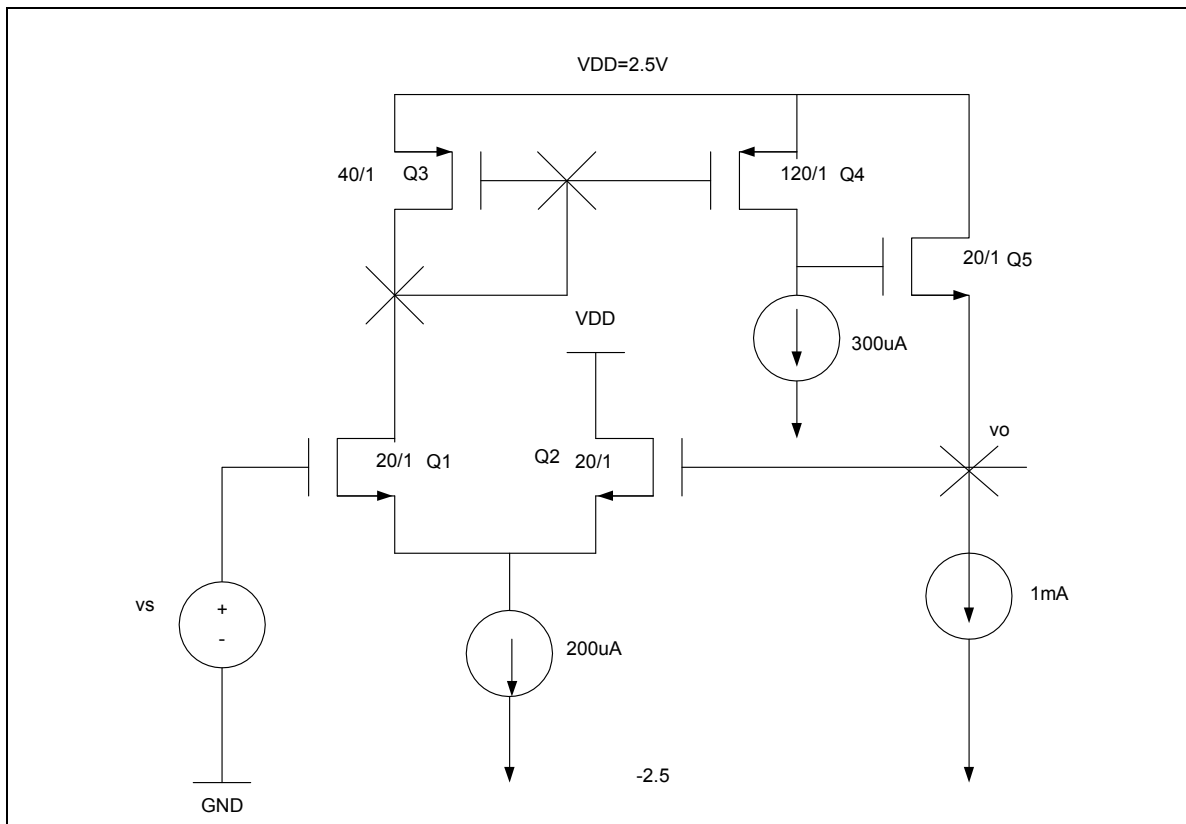 VDD=2.5V
40/1 Q3
120/1 Q4
20/1 Q5
VDD
300uA
vo
20/1 Q1
Q2 20/1
vs
+
-
1mA
200uA
-2.5
GND